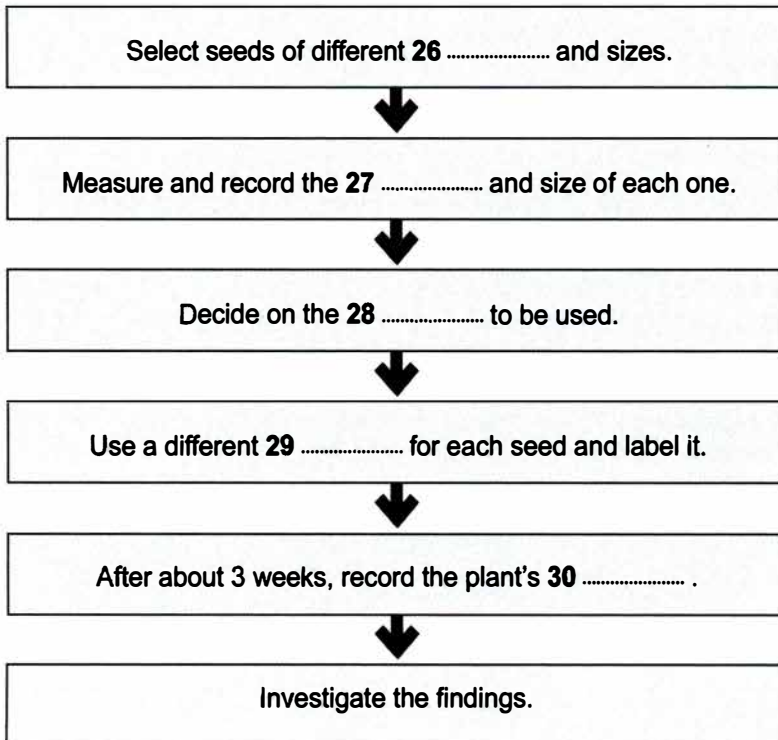 Select seeds of different 26 ...................... and sizes.
Measure and record the 27 ...................... and size of each one.
Decide on the 28 ...................... to be used.
Use a different 29 ...................... for each seed and label it.
After about 3 weeks, record the plant's 30 ...................... .
Investigate the findings.